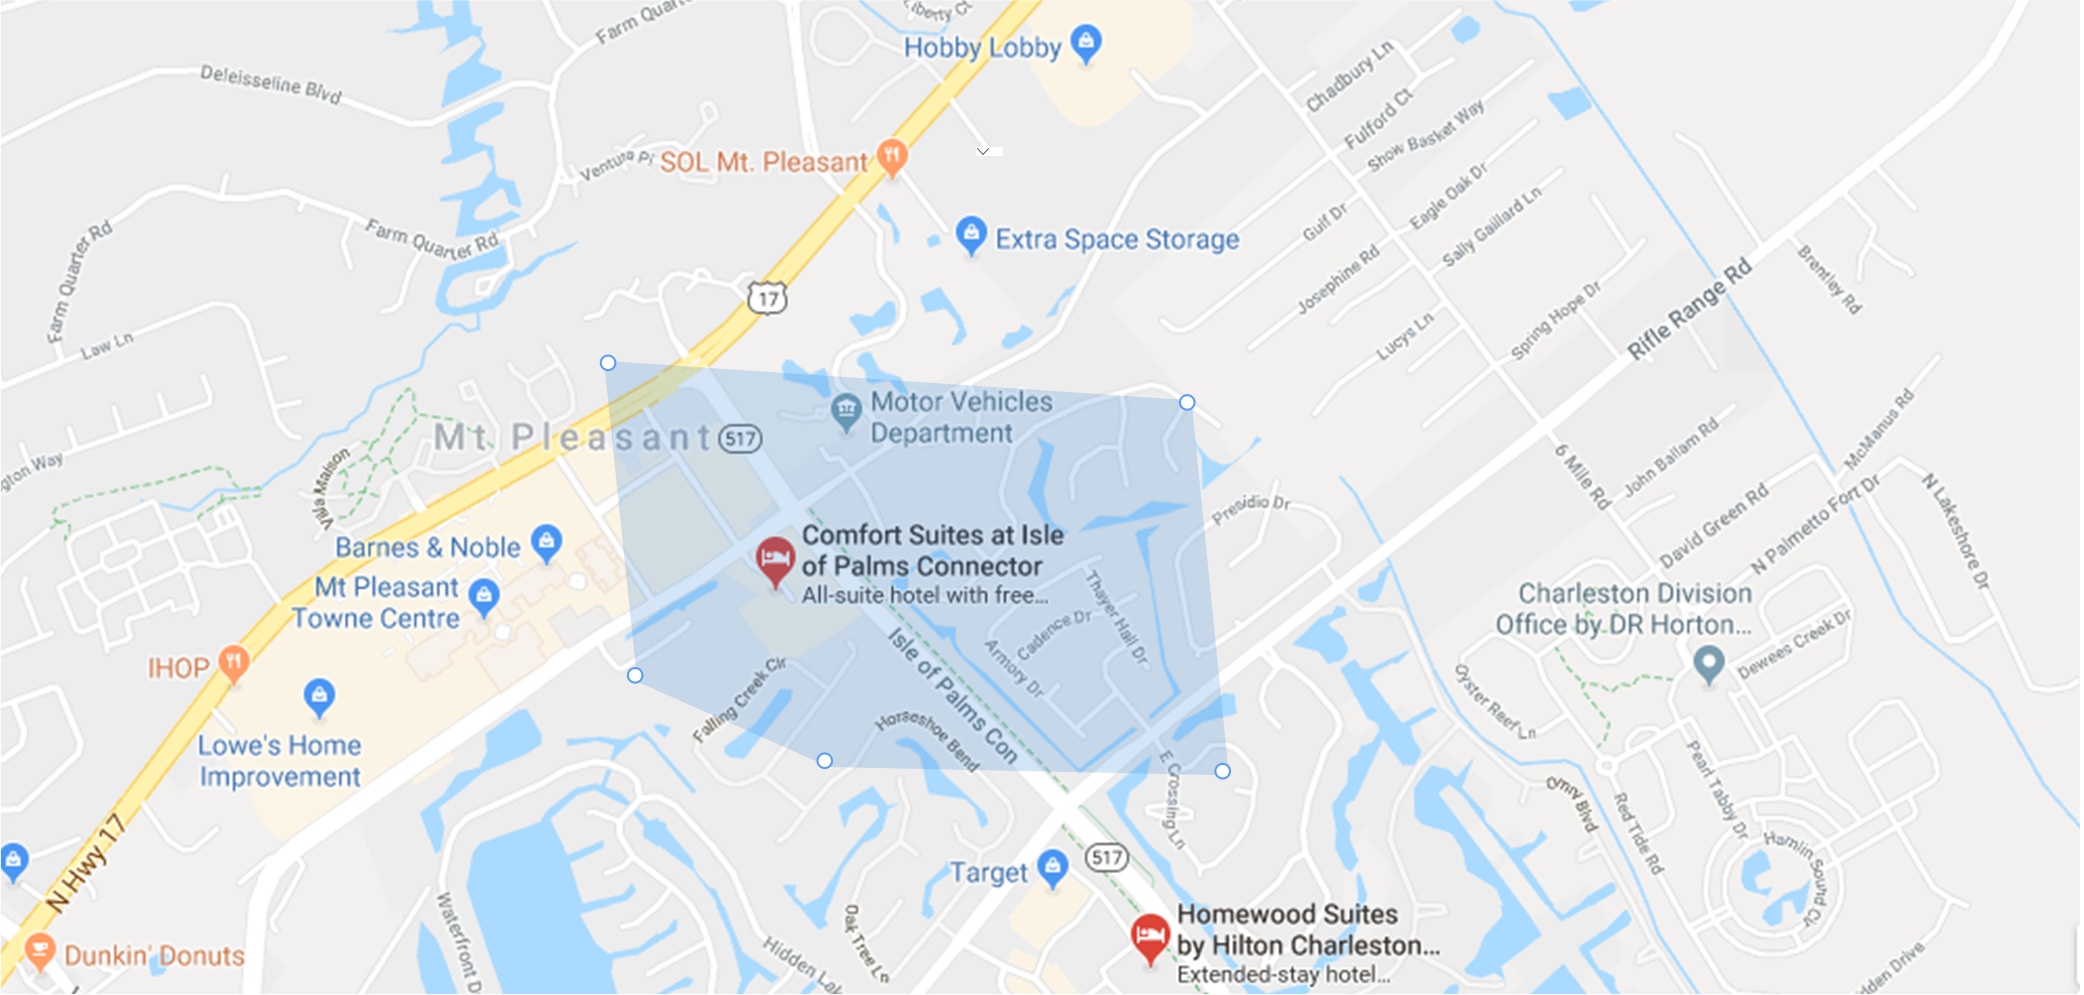 Liberty Ct
Farm Quarter
Hobby Lobby
Deleisseline Blvd
Chadbury Ln
Fulford Ct
Show Basket Way
Ventura Pl
SOL Mt. Pleasant
Farm Quarter Rd
Farm Quarter Rd
Extra Space Storage
Gulf Dr
Eagle Oak Dr
Sally Gaillard Ln
Josephine Rd
17
Law Ln
Lucys Ln
Spring Hope Dr
Rifle Range Rd
Brentley Rd
Motor Vehicles
Department
Mt Pleasant
517
ngton Way
Villa Maison
6 Mile Rd
John Ballam Rd
McManus Rd
David Green Rd
N Palmetto Fort Dr
N Lakeshore Dr
Presidio Dr
Barnes & Noble
Comfort Suites at Isle
of Palms Connector
All-suite hotel with free...
Mt Pleasant
Towne Centre
Thayer Hall Dr
Cadence Dr
Armory Dr
Charleston Division
Office by DR Horton...
Dewees Creek Dr
IHOP
Isle of Palms Con
Falling Creek Cir
Horseshoe Bend
Oyster Reef Ln
Lowe's Home
Improvement
E Crossing Ln
Pearl Tabby Dr
Red Tide Rd
Hamlin Sound Cir
N Hwy 17
Target
517
Waterfront D
Oak Tree Ln
Hidden Lak
Homewood Suites
by Hilton Charleston...
Extended-stay hotel...
Dunkin' Donuts
dden Drive